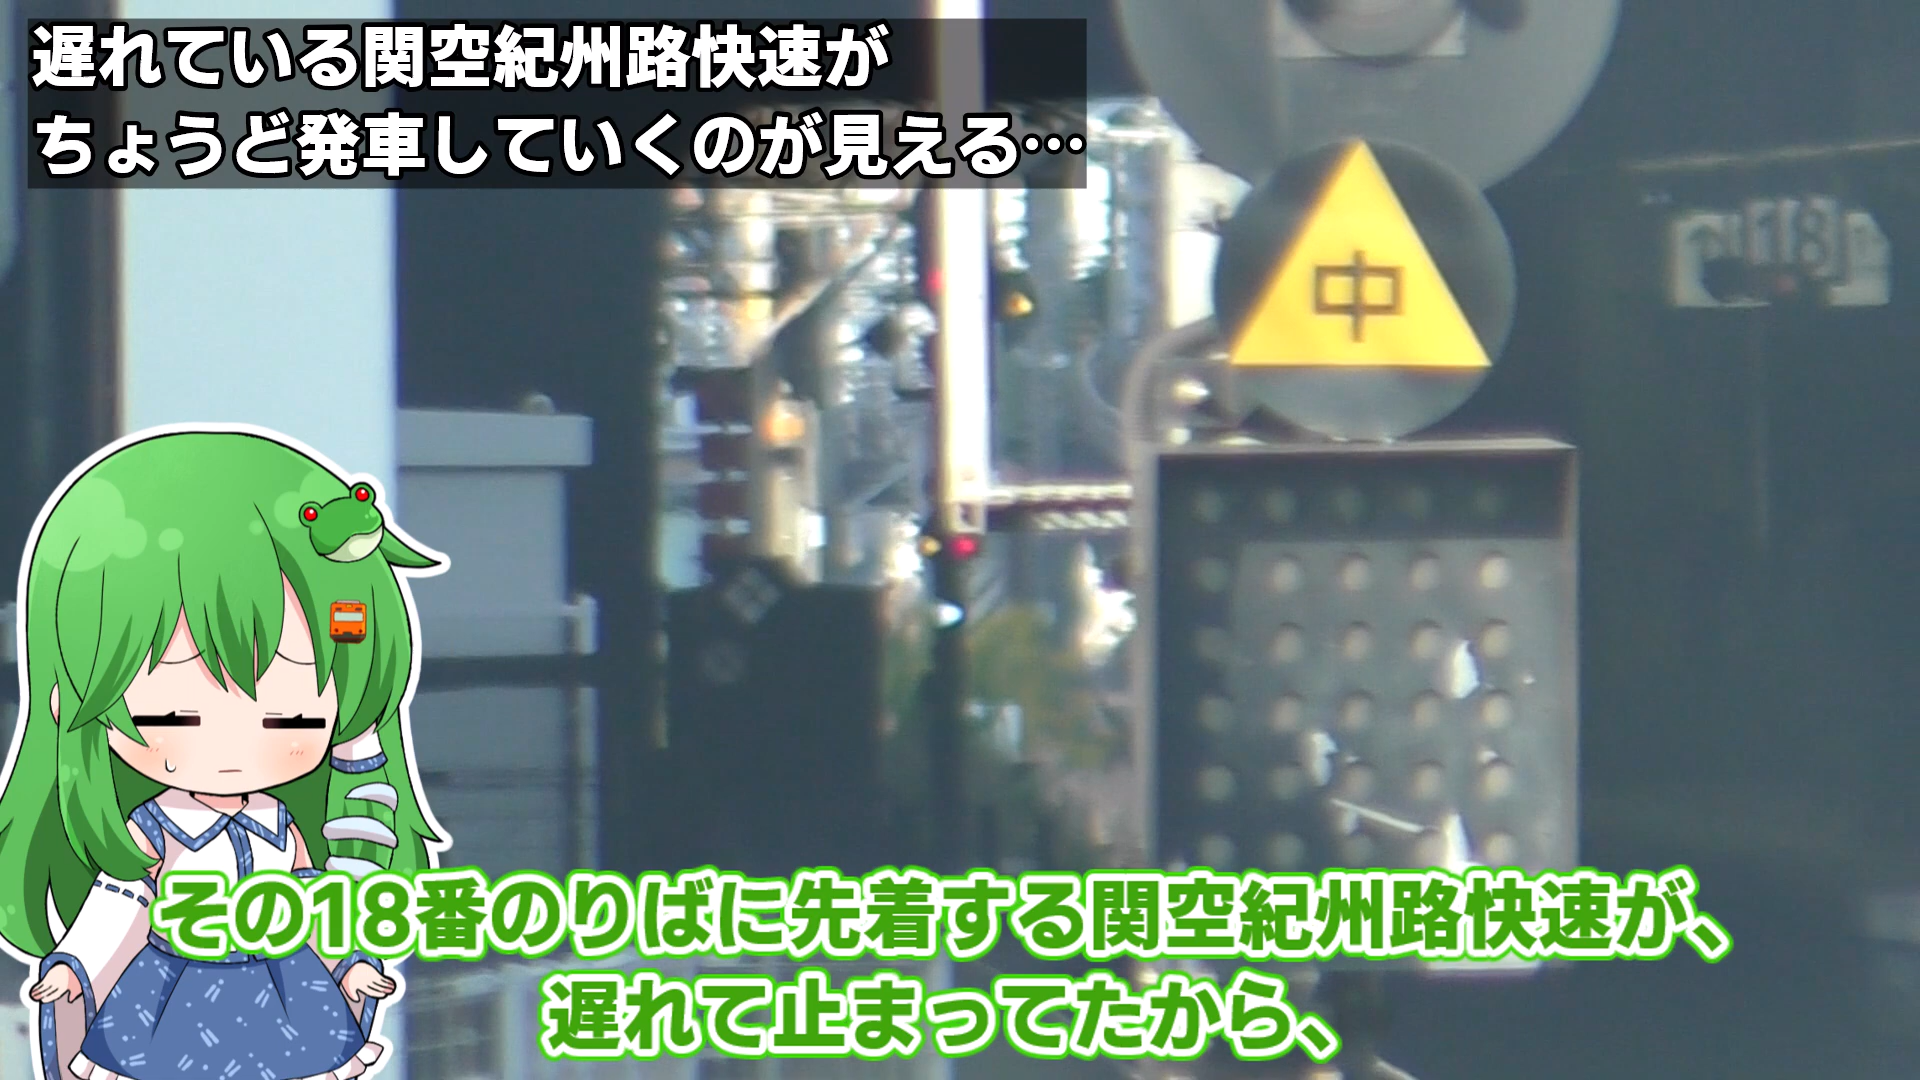 遅れている関空紀州路快速が
ちょうど発車していくのが見える…
中
18
その18番のりばに先着する関空紀州路快速が、
遅れて止まってたから、